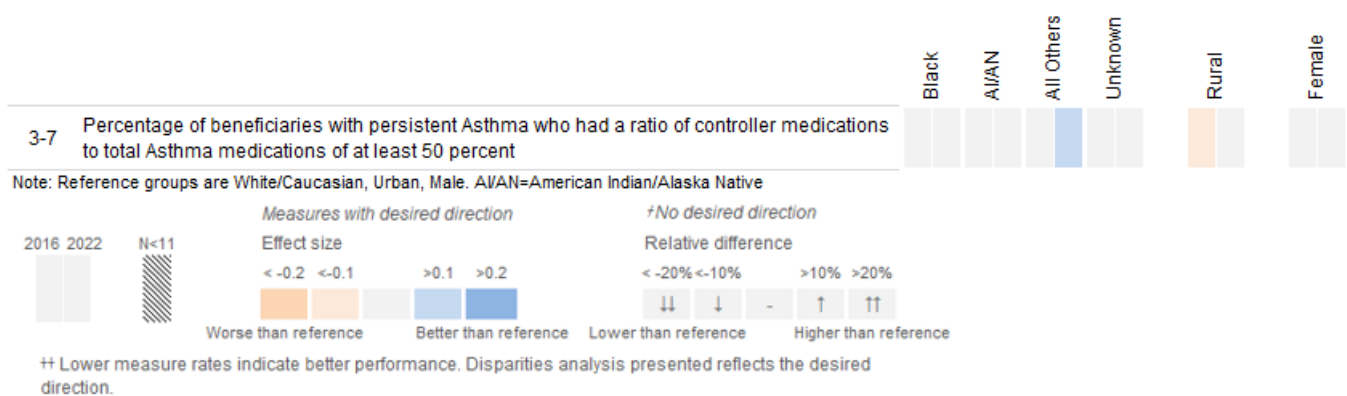 Black
AI/AN
All Others
Unknown
Rural
Female
3-7
Percentage of beneficiaries with persistent Asthma who had a ratio of controller medications
to total Asthma medications of at least 50 percent
Note: Reference groups are White/Caucasian, Urban, Male. AI/AN=American Indian/Alaska Native
Measures with desired direction
†No desired direction
2016 2022
N<11
Effect size
Relative difference
< -0.2 <-0.1 >0.1 >0.2
< -20% <-10% >10% >20%
↓↓ ↓ - ↑ ↑↑
Worse than reference
Better than reference
Lower than reference
Higher than reference
†† Lower measure rates indicate better performance. Disparities analysis presented reflects the desired
direction.